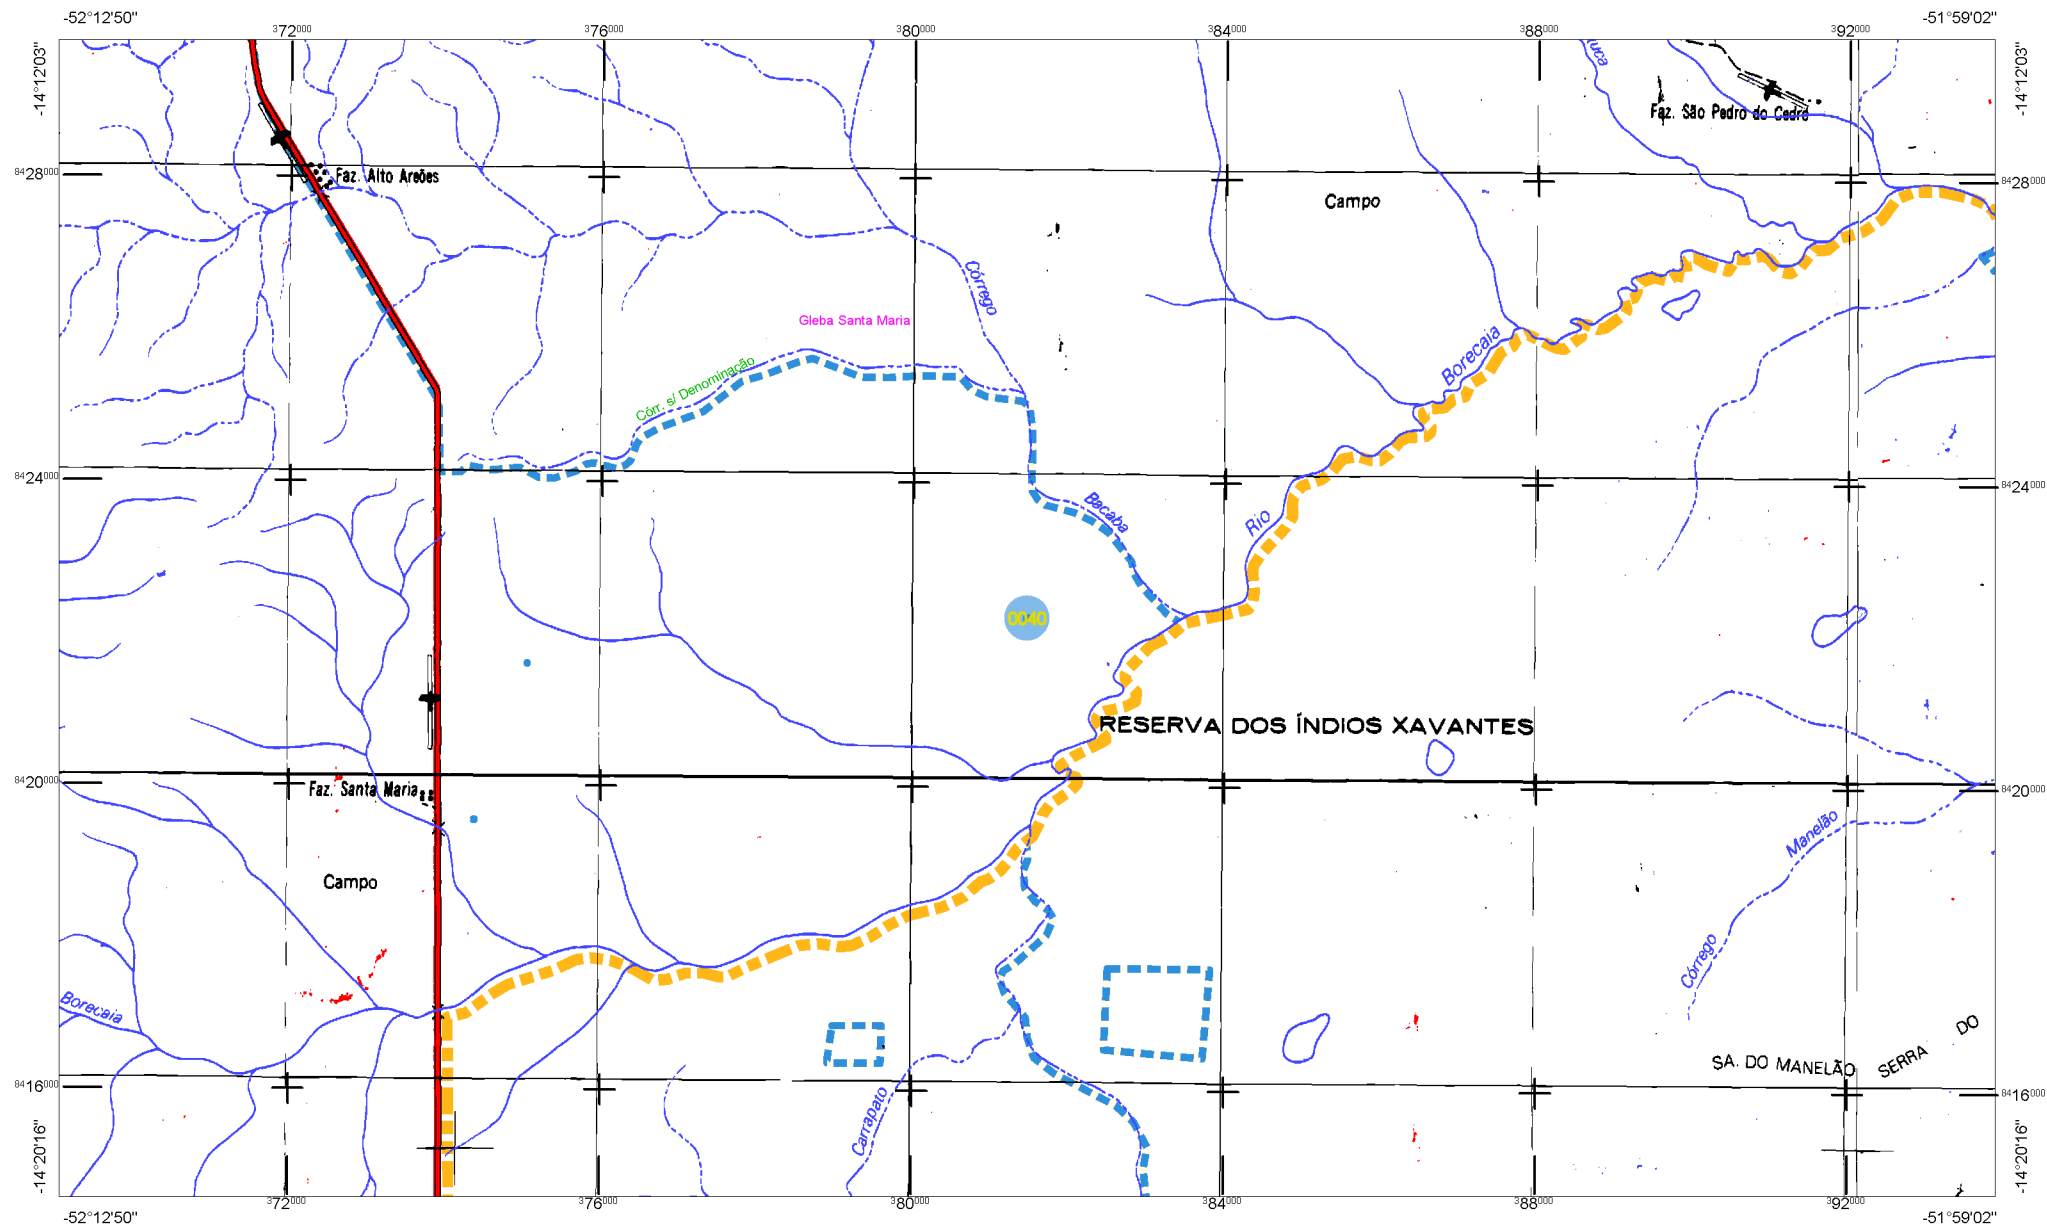 -52°12'50"
-51°59'02"
372000
376000
380000
384000
388000
392000
-14°12'03"
-14°12'03"
Faz. São Pedro do Cedro
8428000
Faz. Alto Areões
8428000
Campo
Córrego
Gleba Santa Maria
Borecaia
Córr. s/ Denominação
8424000
8424000
Bacaba
Rio
0040
RESERVA DOS ÍNDIOS XAVANTES
8420000
8420000
Faz. Santa Maria
Manelão
Campo
Córrego
Borecaia
DO
SERRA
SA. DO MANELÃO
8416000
8416000
Carrapato
-14°20'16"
-14°20'16"
372000
376000
380000
384000
388000
392000
-52°12'50"
-51°59'02"